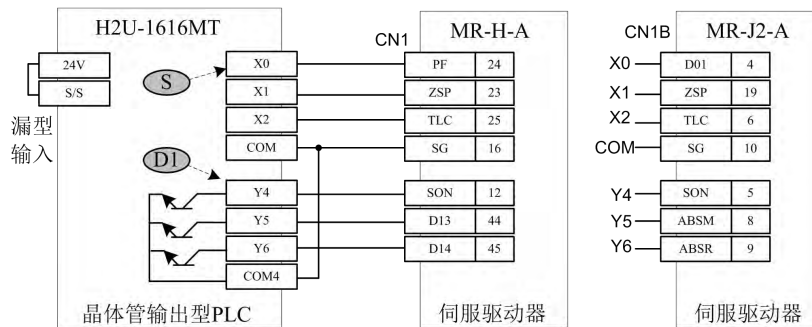 H2U-1616MT
MR-H-A
MR-J2-A
CN1
CN1B
24V
S/S
漏型
输入
S
D1
X0
X1
X2
COM
Y4
Y5
Y6
COM4
PF 24
ZSP 23
TLC 25
SG 16
SON 12
D13 44
D14 45
X0 D01 4
X1 ZSP 19
X2 TLC 6
COM SG 10
Y4 SON 5
Y5 ABSM 8
Y6 ABSR 9
晶体管输出型PLC
伺服驱动器
伺服驱动器